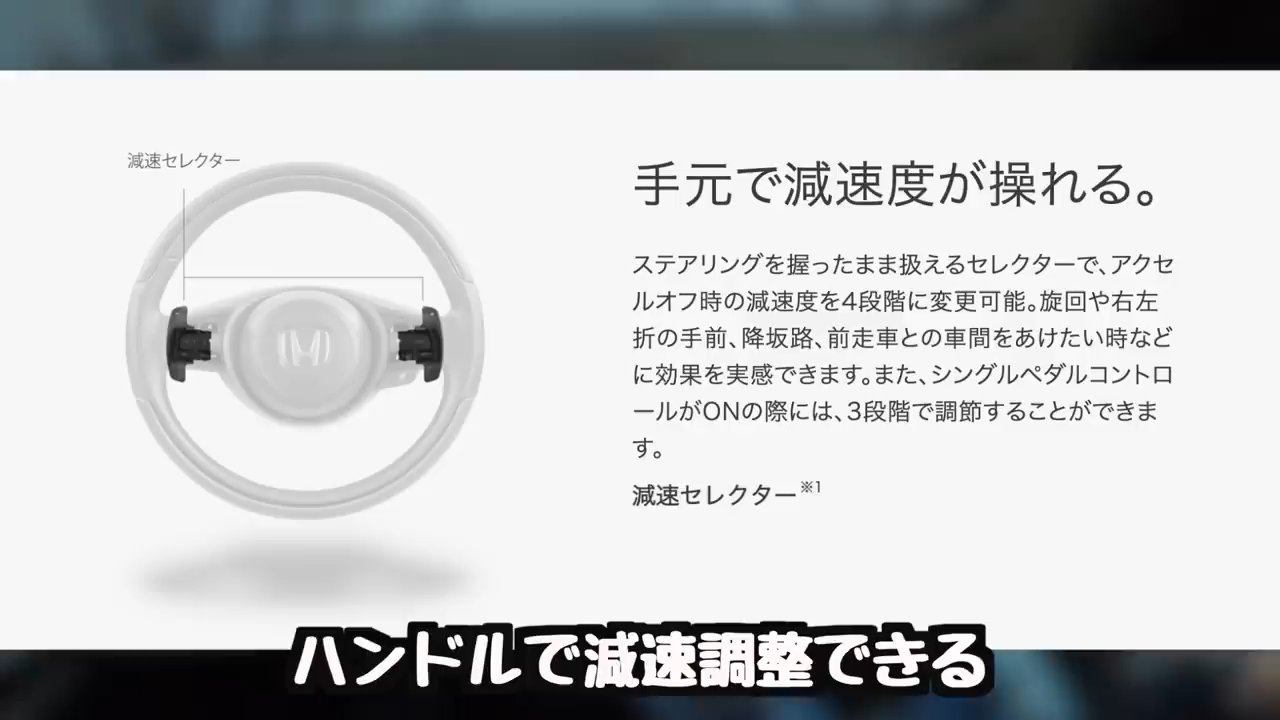 減速セレクター
手元で減速度が操れる。
ステアリングを握ったまま扱えるセレクターで、アクセ
ルオフ時の減速度を4段階に変更可能。旋回や右左
折の手前、降坂路、前走車との車間をあけたい時など
に効果を実感できます。また、シングルペダルコントロ
ールがONの際には、3段階で調節することができま
す。
減速セレクター※1
ハンドルで減速調整できる